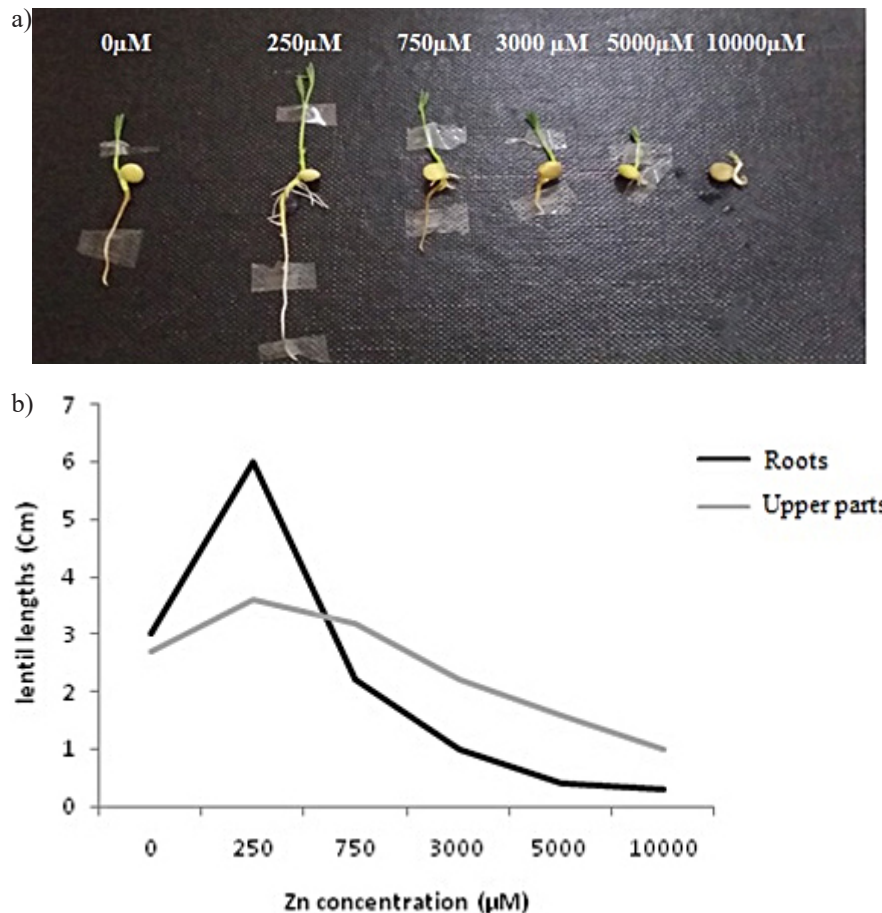 a)
0µM 250µM 750µM 3000 µM 5000µM 10000µM
b)
7
6
5
4
3
2
1
0
Roots
Upper parts
lentil lengths (Cm)
0 250 750 3000 5000 10000
Zn concentration (µM)